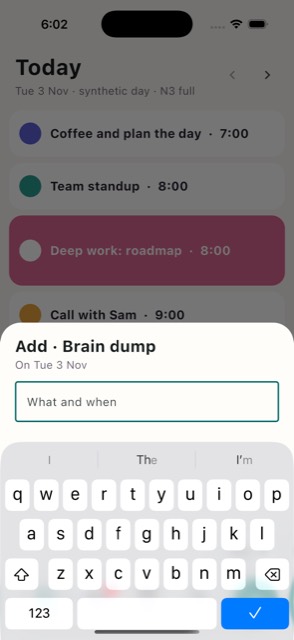 6:02
Today
Tue 3 Nov · synthetic day · N3 full
Coffee and plan the day · 7:00
Team standup · 8:00
Deep work: roadmap · 8:00
Call with Sam · 9:00
Add · Brain dump
On Tue 3 Nov
What and when
I The I'm
q w e r t y u i o p
a s d f g h j k l
z x c v b n m
123